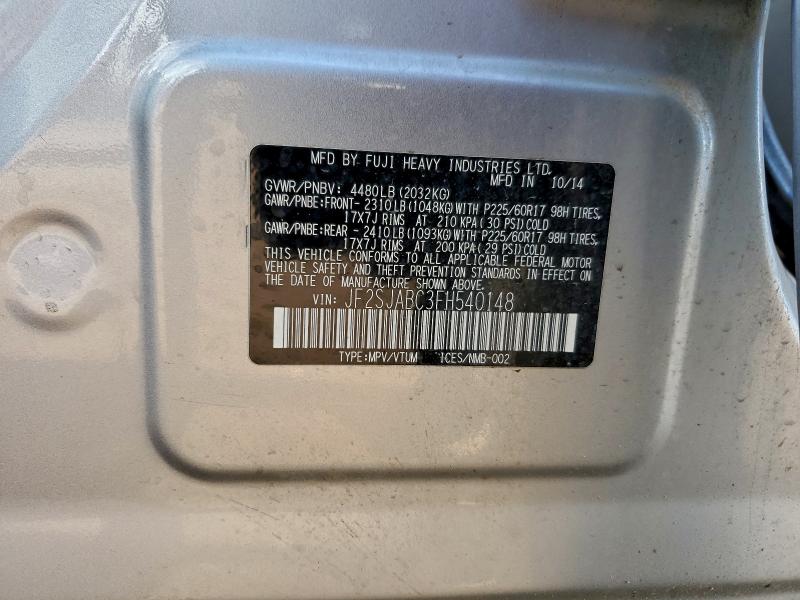 MFD BY FUJI HEAVY INDUSTRIES LTD.
MFD IN 10/14
GVWR/PNBV: 4480LB(2032KG)
GAWR/PNBE:FRONT- 2310LB(1048KG)WITH P225/60R17 98H TIRES,
17X7J RIMS AT 210 KPA(30 PSI)COLD
GAWR/PNBE:REAR - 2410LB(1093KG)WITH P225/60R17 98H TIRES,
17X7J RIMS AT 200 KPA(29 PSI)COLD
THIS VEHICLE CONFORMS TO ALL APPLICABLE FEDERAL MOTOR
VEHICLE SAFETY AND THEFT PREVENTION STANDARDS IN EFFECT ON
THE DATE OF MANUFACTURE SHOWN ABOVE.
VIN: JF2SJABC3FH540148
TYPE:MPV/VTUM ICES/NMB-002